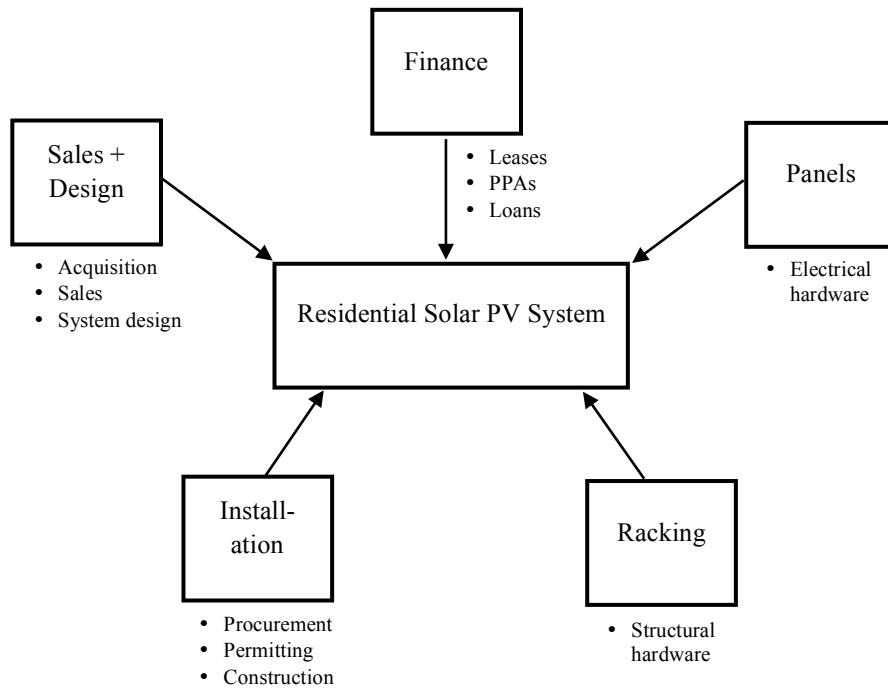 Finance
• Leases
• PPAs
• Loans
Sales +
Design
• Acquisition
• Sales
• System design
Panels
• Electrical
hardware
Residential Solar PV System
Install-
ation
• Procurement
• Permitting
• Construction
Racking
• Structural
hardware